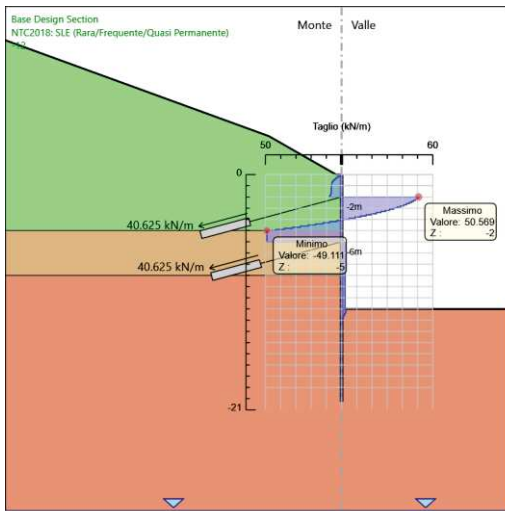 Base Design Section
NTC2018: SLE (Rara/Frequente/Quasi Permanente)
Monte
Valle
Taglio (kN/m)
50
60
0
-2m
Massimo
Valore: 50.569
Z : -2
40.625 kN/m
Minimo
Valore: -49.111
Z : -5
-6m
40.625 kN/m
-21